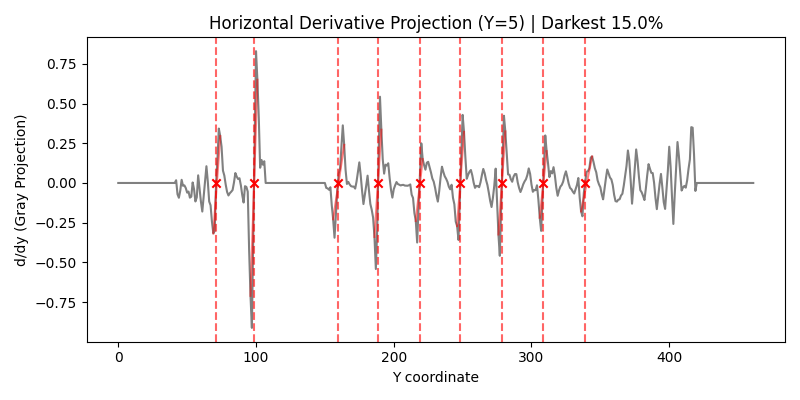 Horizontal Derivative Projection (Y=5) | Darkest 15.0%
d/dy (Gray Projection)
0.75
0.50
0.25
0.00
−0.25
−0.50
−0.75
0 100 200 300 400
Y coordinate